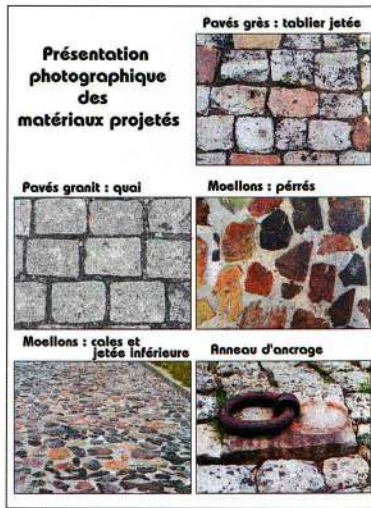 Présentation
photographique
des
matériaux projetés
Pavés grès : tablier jetée
Pavés granit : quai
Moellons : pérrés
Moellons : cales et
jetée inférieure
Anneau d'ancrage